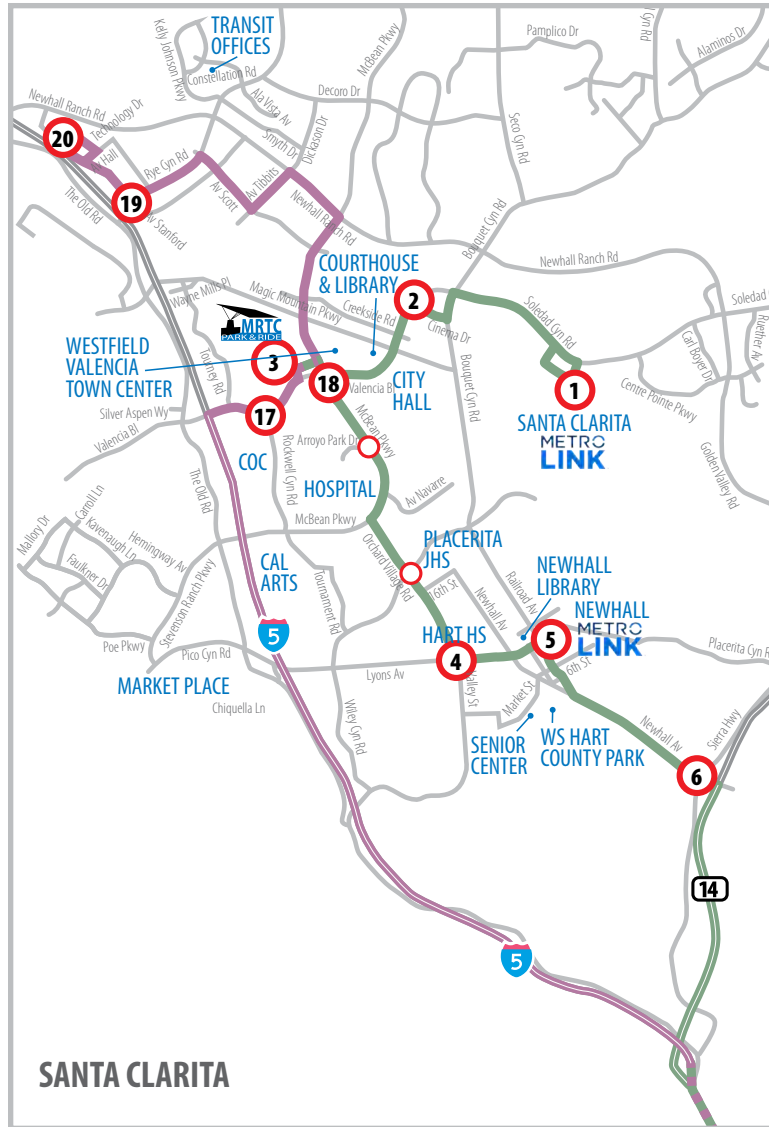 TRANSIT
OFFICES
Kelly Johnson Pkwy
Constellation Rd
McBean Pkwy
Pamplico Dr
Alaminos Dr
Newhall Ranch Rd
Technology Dr
Ala Vista Av
Decoro Dr
Smyth Dr
Dickason Dr
Seco Cyn Rd
20
Hall
Rye Cyn Rd
Av Tibbits
Av Scott
19
The Old Rd
Av Stanford
Newhall Ranch Rd
Bouquet Cyn Rd
Newhall Ranch Rd
COURTHOUSE
& LIBRARY
Wayne Mills Pl
Magic Mountain Pkwy
Creekside Rd
2
Cinema Dr
Soledad Cyn Rd
Soledad C
Ruether Av
Carl Boyer Dr
MRTC
PARK & RIDE
WESTFIELD
VALENCIA
TOWN CENTER
3
18
Valencia Bl
CITY
HALL
Bouquet Cyn Rd
1
Centre Pointe Pkwy
SANTA CLARITA
METRO
LINK
Golden Valley Rd
Tourney Rd
Silver Aspen Wy
Valencia Bl
17
COC
Rockwell Cyn Rd
McBean Pkwy
Arroyo Park Dr
HOSPITAL
Av Navarre
The Old Rd
McBean Pkwy
Carroll Ln
Mallory Dr
Kavenaugh Ln
Hemingway Av
Faulkner Dr
Stevenson Ranch Pkwy
Poe Pkwy
CAL
ARTS
Orchard Village Rd
PLACERITA
JHS
16th St
Newhall Av
Railroad Av
NEWHALL
LIBRARY
NEWHALL
METRO
LINK
Placerita Cyn R
5
Tournament Rd
HART HS
4
5
6th St
Pico Cyn Rd
Lyons Av
MARKET PLACE
Chiquella Ln
Wiley Cyn Rd
Valley St
Market St
SENIOR
CENTER
WS HART
COUNTY PARK
Newhall Av
Sierra Hwy
6
14
5
SANTA CLARITA